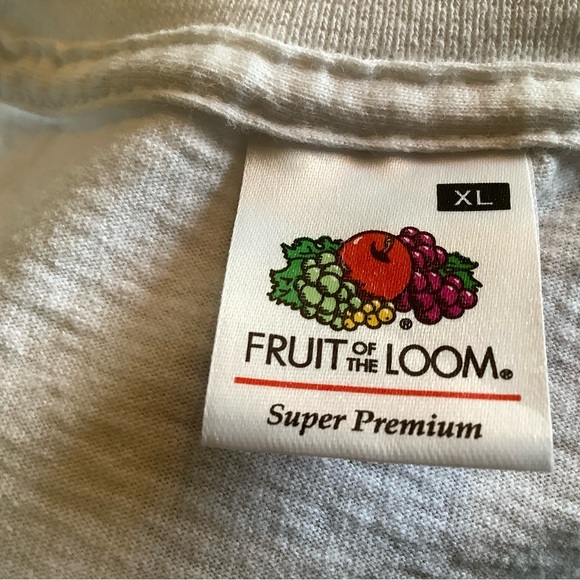 XL
®
FRUIT OF THE LOOM®
Super Premium